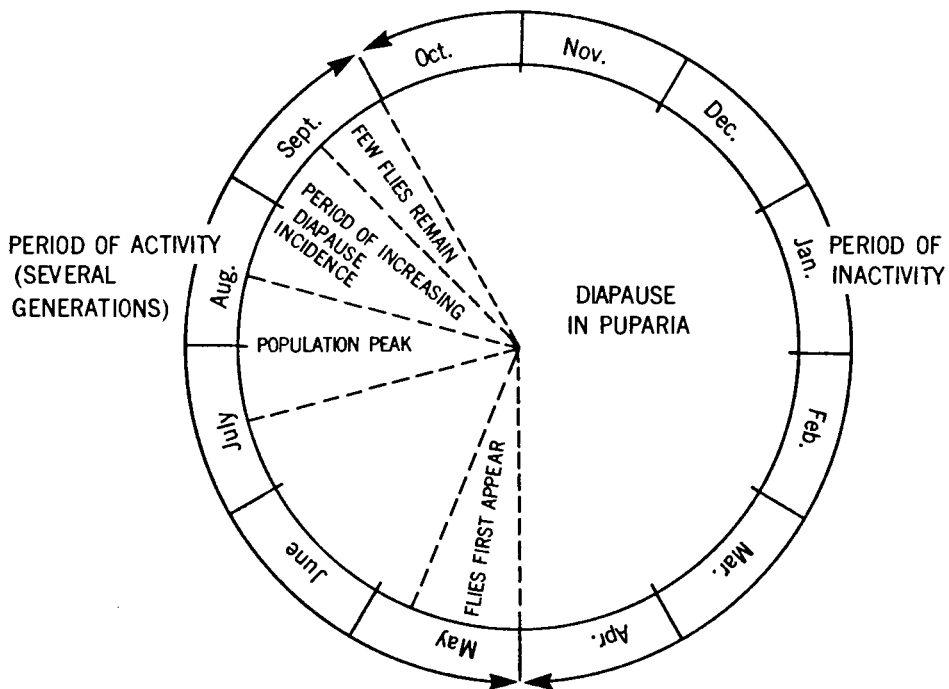 Oct.
Nov.
Dec.
Jan.
Feb.
Mar.
Apr.
May
June
July
Aug.
Sept.
PERIOD OF ACTIVITY
(SEVERAL
GENERATIONS)
PERIOD OF
INACTIVITY
FEW FLIES REMAIN
PERIOD OF INCREASING
DIAPAUSE
INCIDENCE
POPULATION PEAK
FLIES FIRST APPEAR
DIAPAUSE
IN PUPARIA